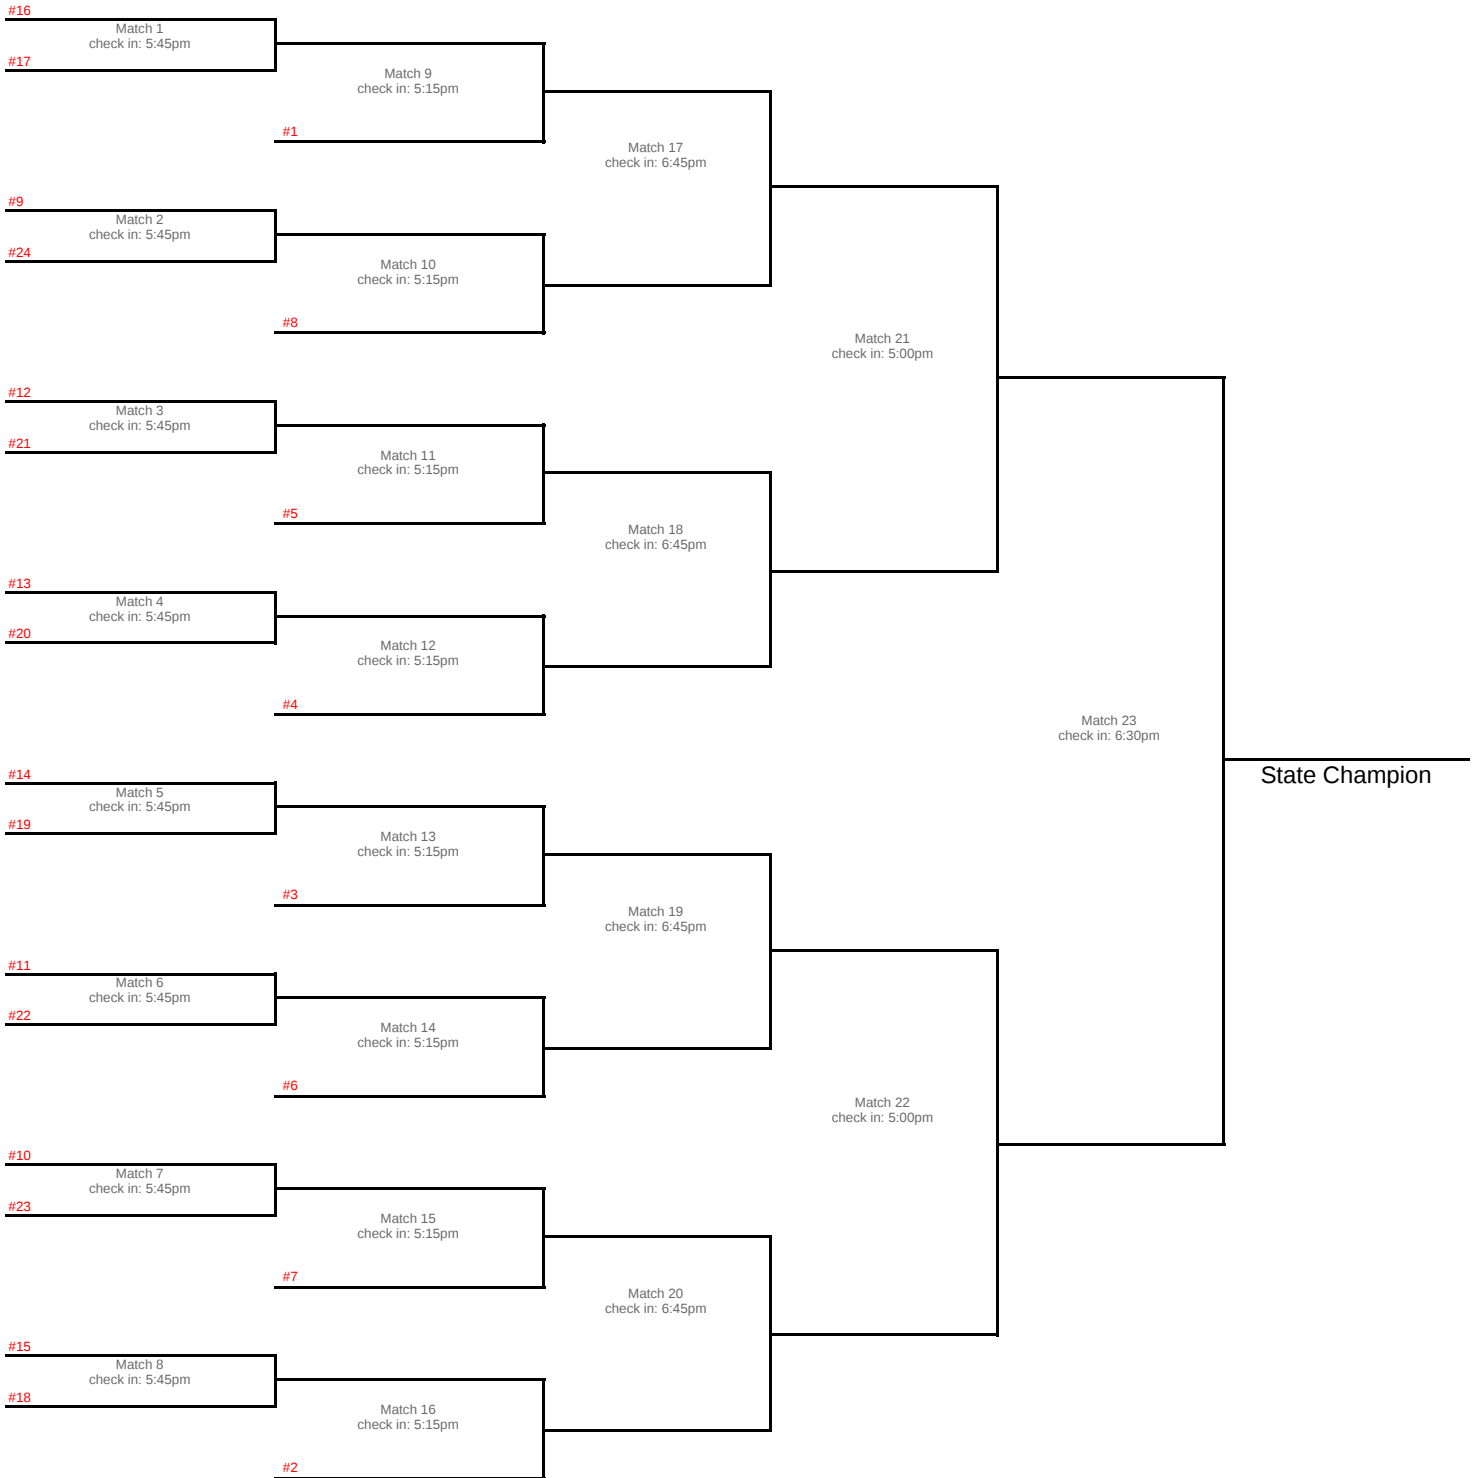 #16
Match 1
check in: 5:45pm
#17
Match 9
check in: 5:15pm
#1
Match 17
check in: 6:45pm
#9
Match 2
check in: 5:45pm
#24
Match 10
check in: 5:15pm
#8
Match 21
check in: 5:00pm
#12
Match 3
check in: 5:45pm
#21
Match 11
check in: 5:15pm
#5
Match 18
check in: 6:45pm
#13
Match 4
check in: 5:45pm
#20
Match 12
check in: 5:15pm
#4
Match 23
check in: 6:30pm
State Champion
#14
Match 5
check in: 5:45pm
#19
Match 13
check in: 5:15pm
#3
Match 19
check in: 6:45pm
#11
Match 6
check in: 5:45pm
#22
Match 14
check in: 5:15pm
#6
Match 22
check in: 5:00pm
#10
Match 7
check in: 5:45pm
#23
Match 15
check in: 5:15pm
#7
Match 20
check in: 6:45pm
#15
Match 8
check in: 5:45pm
#18
Match 16
check in: 5:15pm
#2